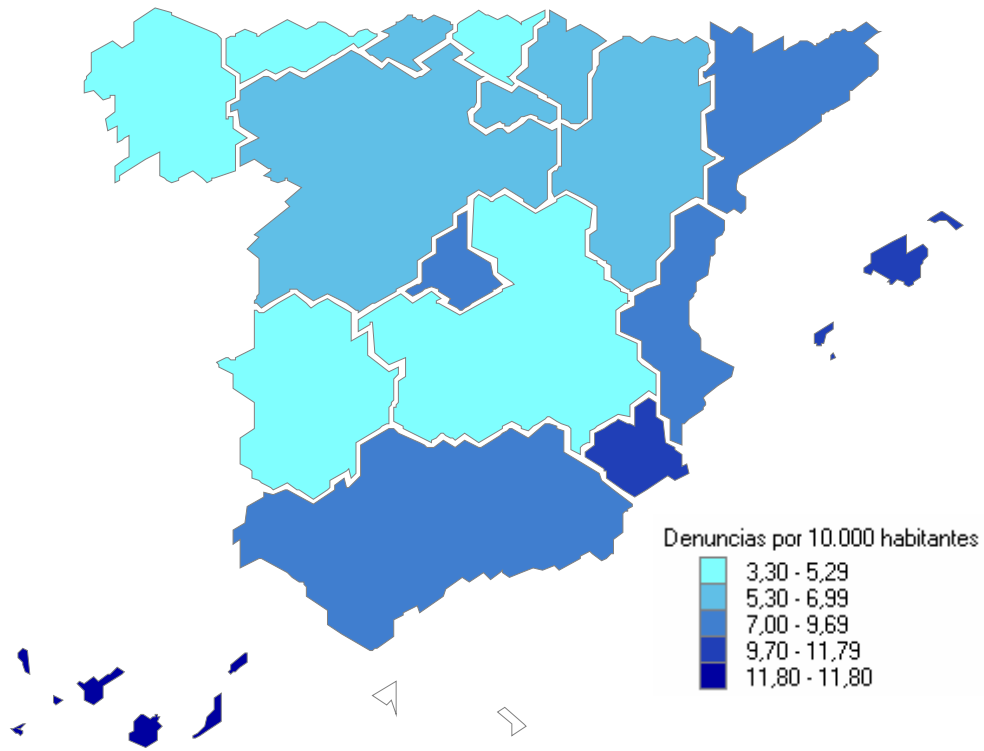 Denuncias por 10.000 habitantes
3,30 - 5,29
5,30 - 6,99
7,00 - 9,69
9,70 - 11,79
11,80 - 11,80